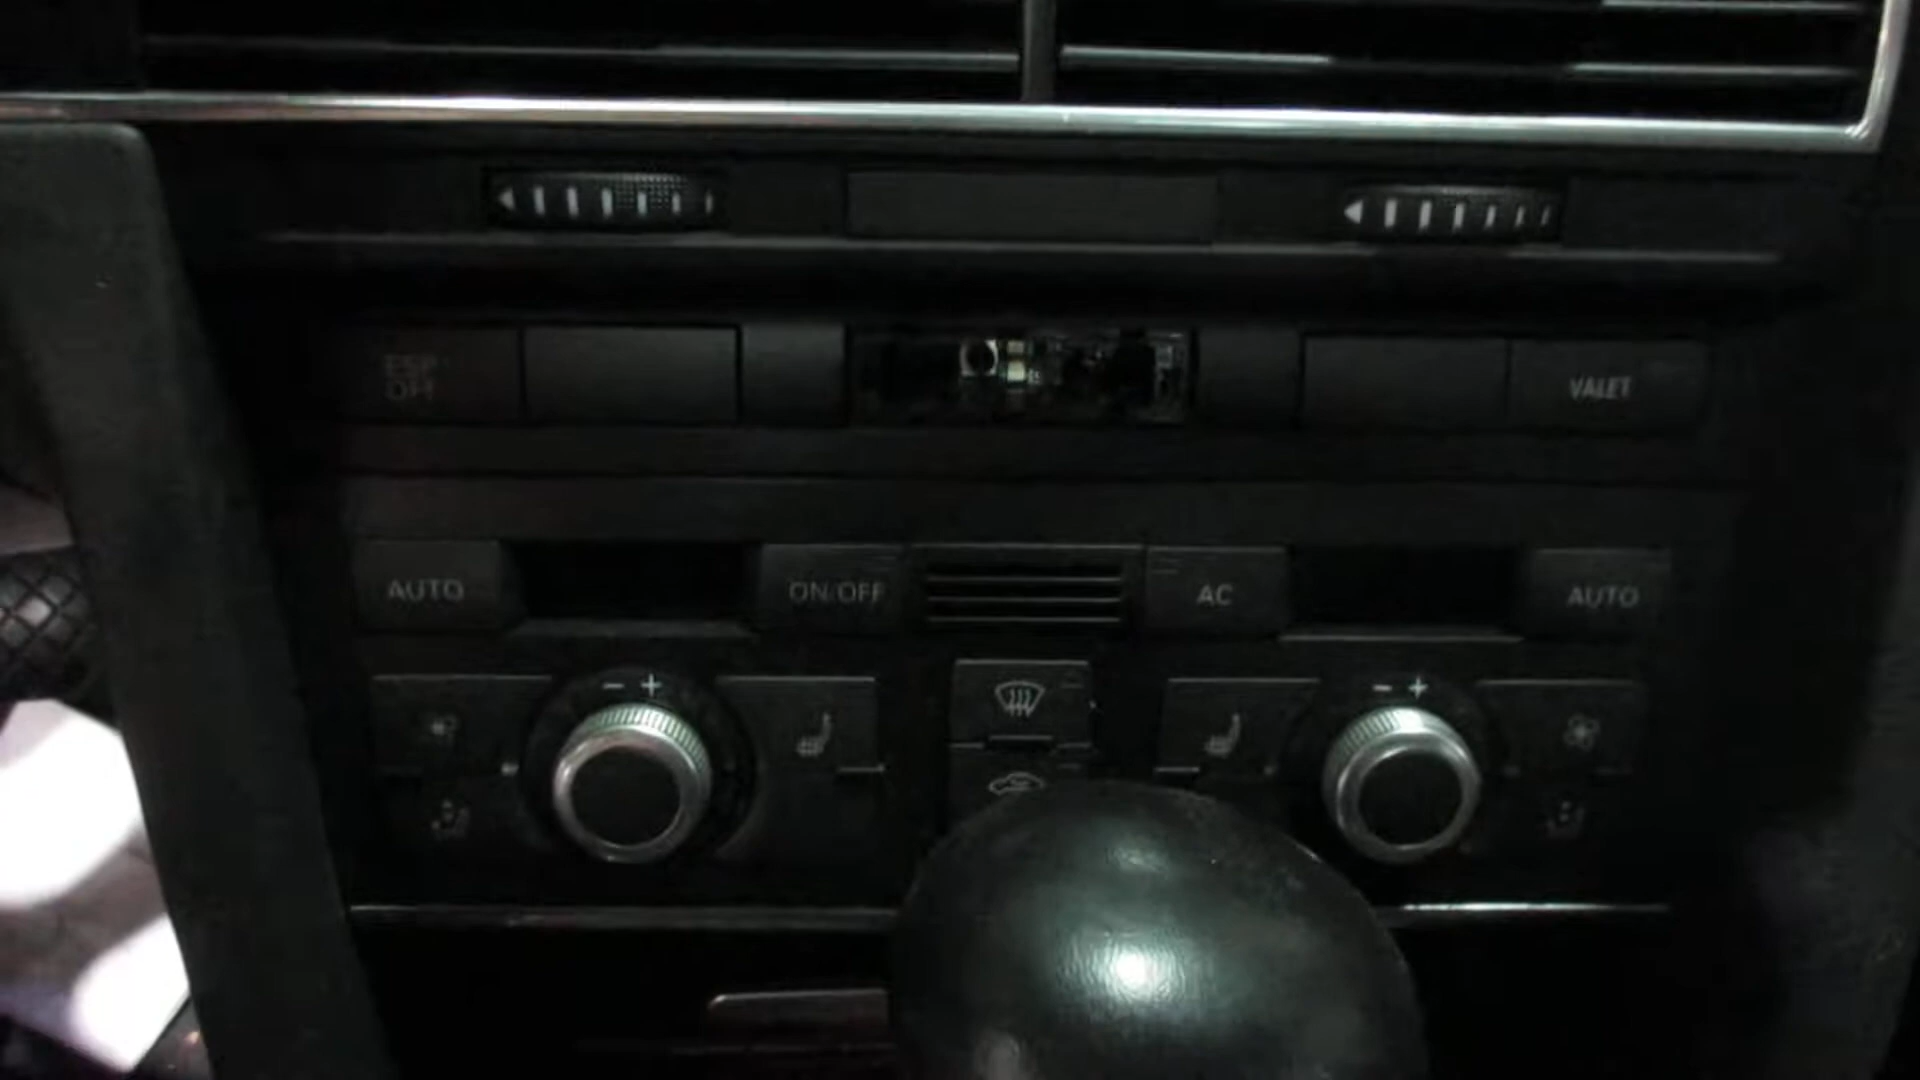 ESP
OFF
VALET
AUTO
ON/OFF
AC
AUTO
- +
- +